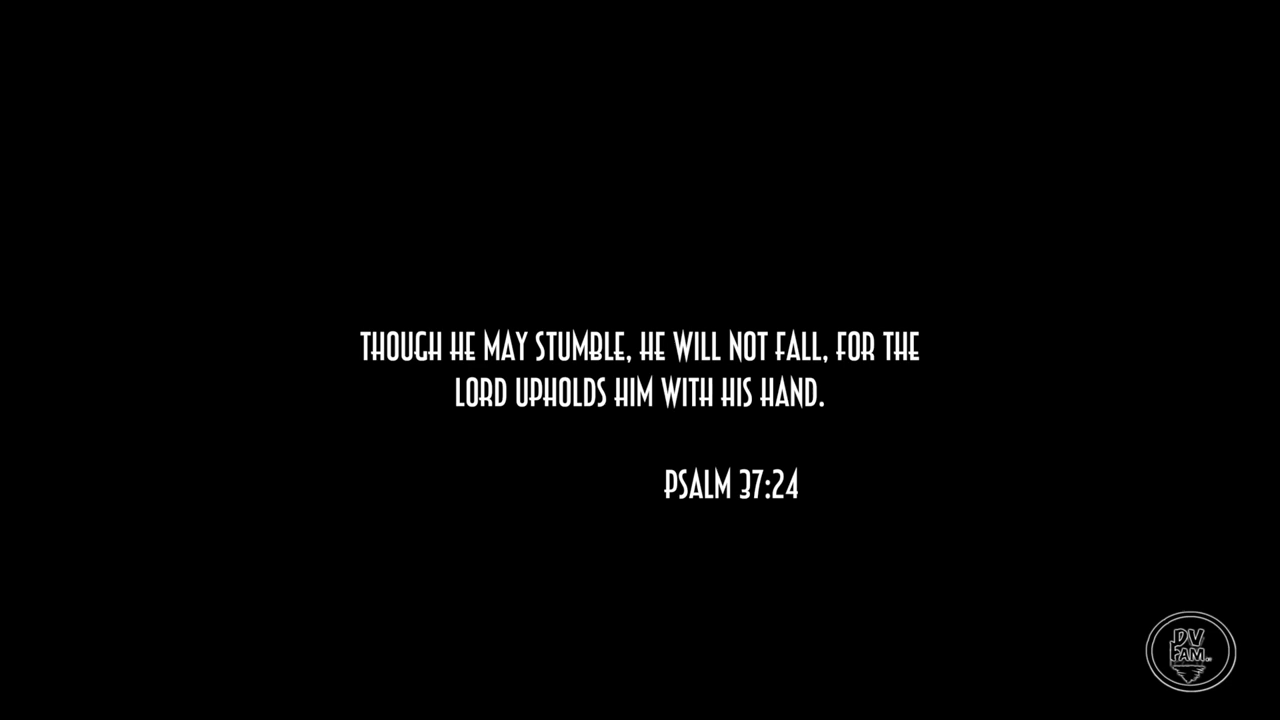 THOUGH HE MAY STUMBLE, HE WILL NOT FALL, FOR THE
LORD UPHOLDS HIM WITH HIS HAND.
PSALM 37:24
DV
FAM